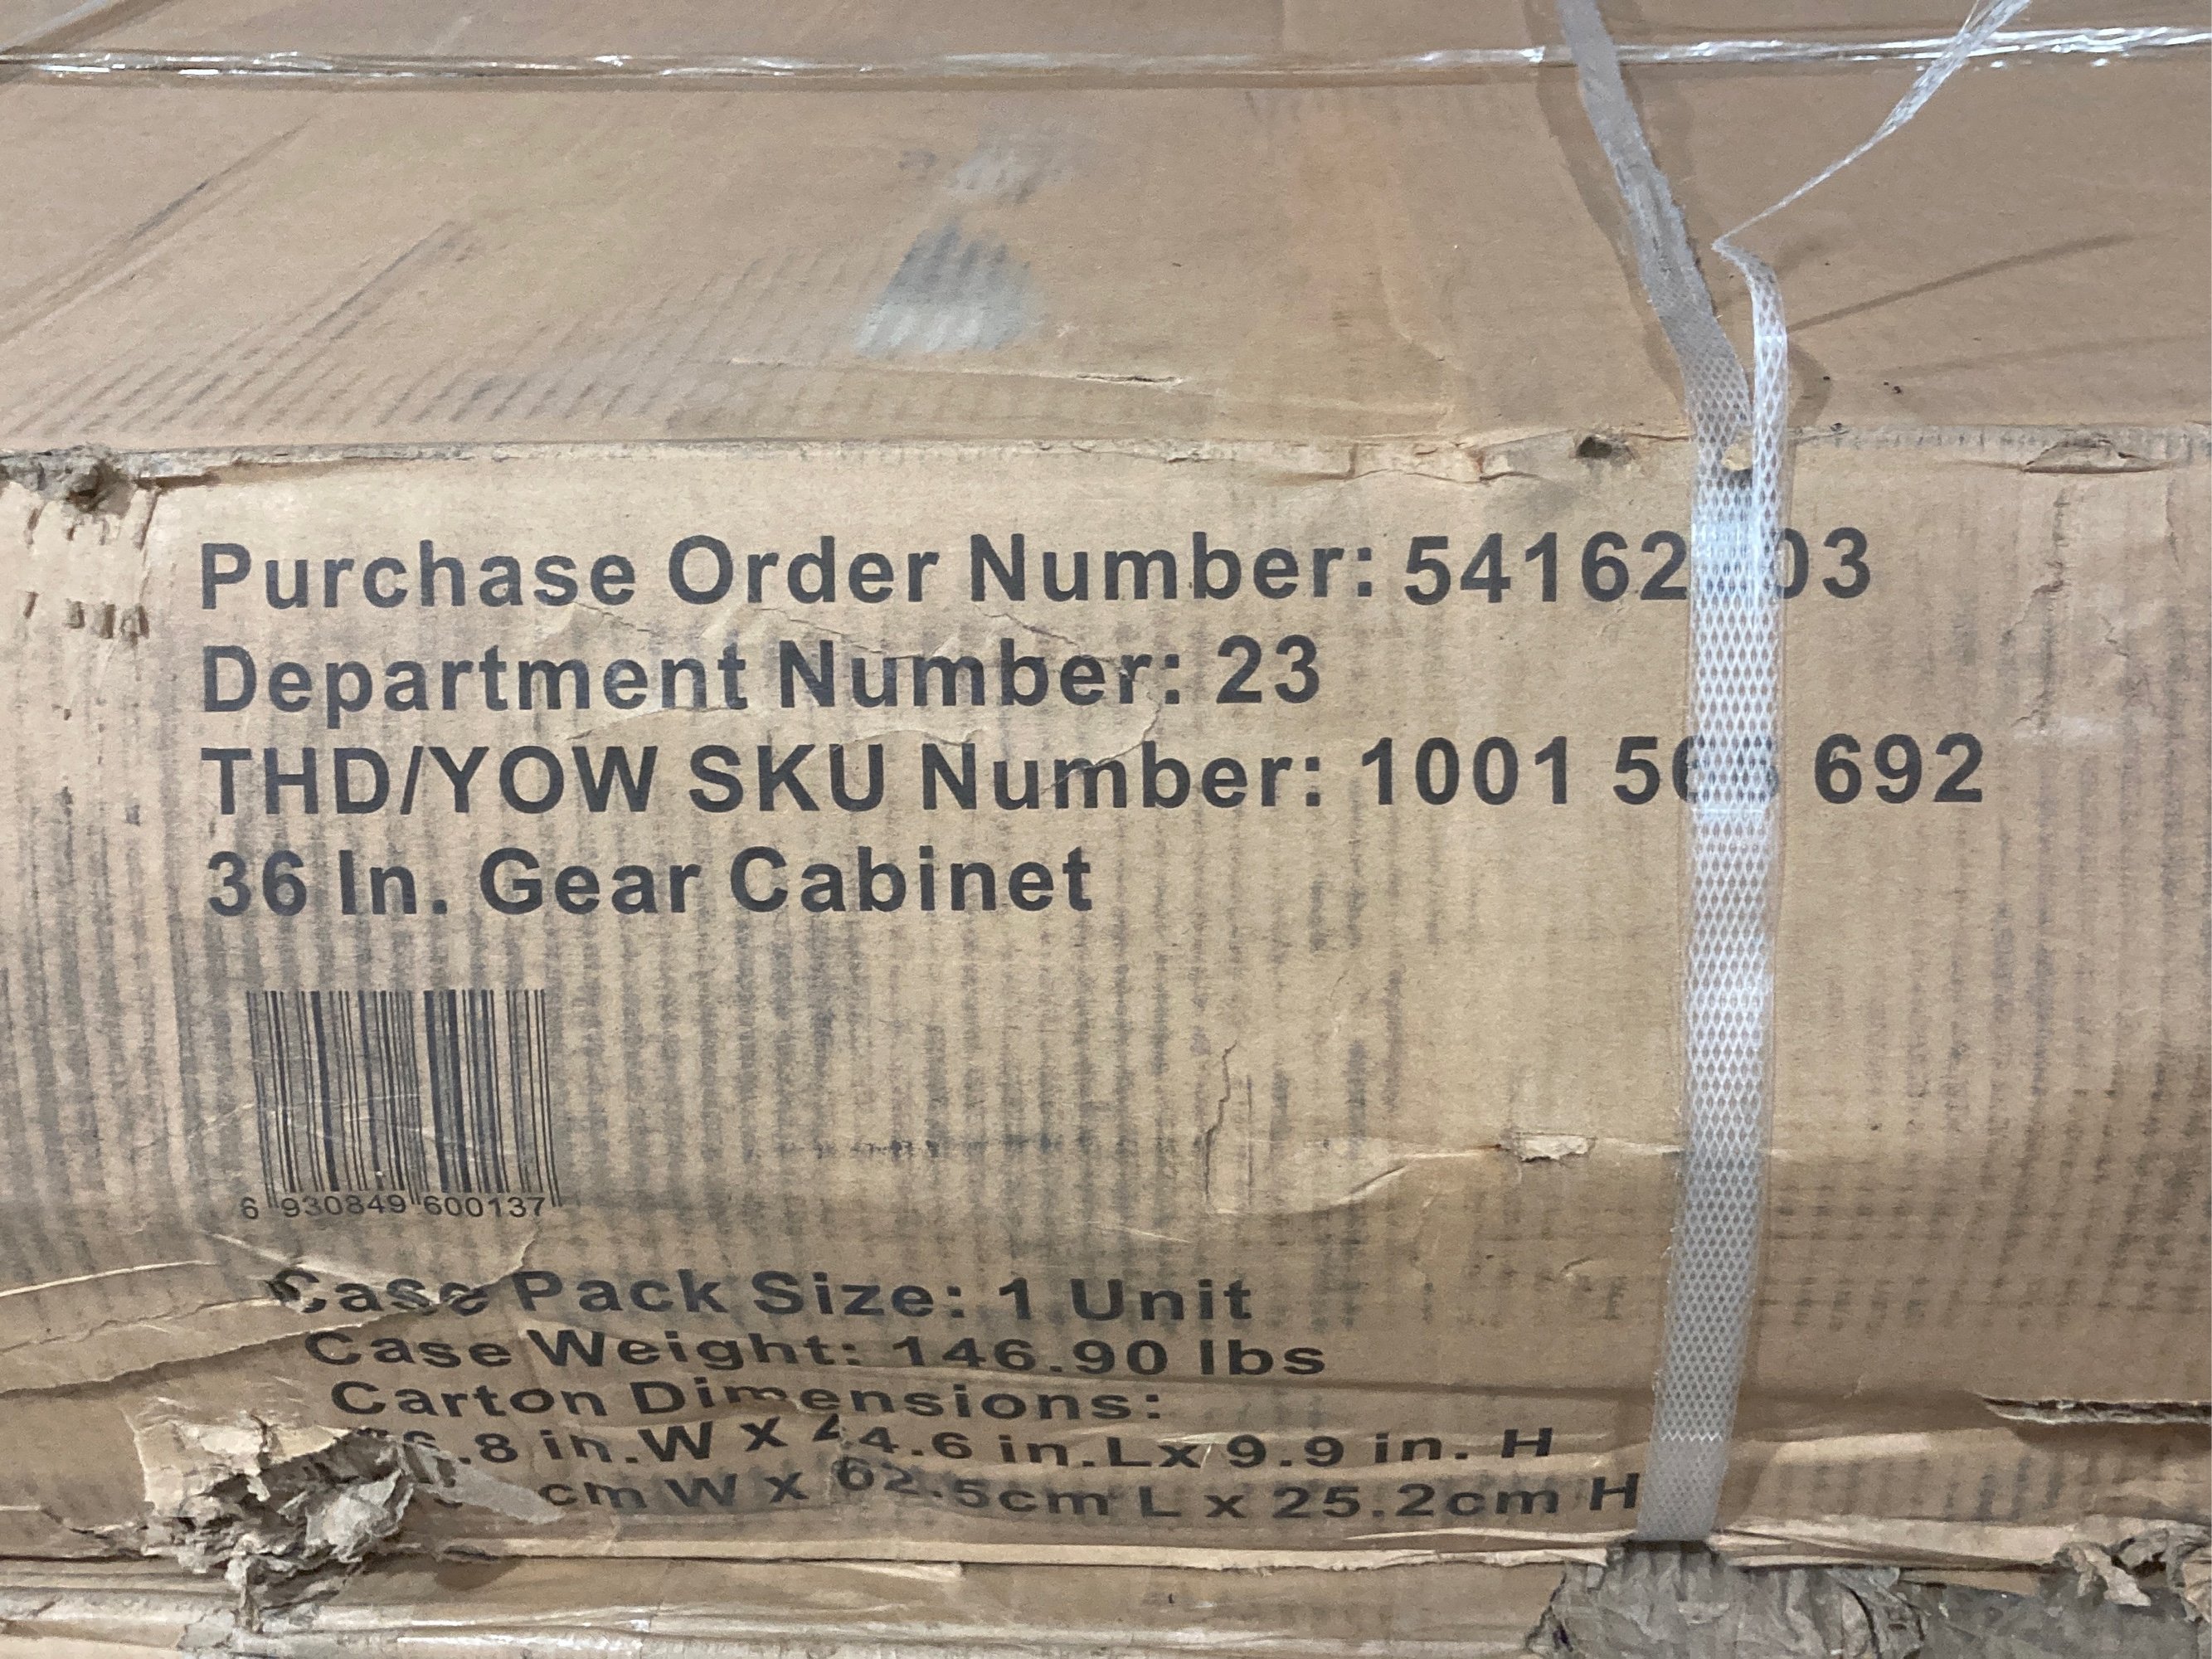 Purchase Order Number:
Department Number: 23
THD/YOW SKU Number: 1001 692
36 In. Gear Cabinet
6 930849 600137
Case Pack Size: 1 Unit
Case Weight: 146.90 lbs
Carton Dimensions:
in.W X in.L x 9.9 in. H
cm W X 62.5cm L x 25.2cm H